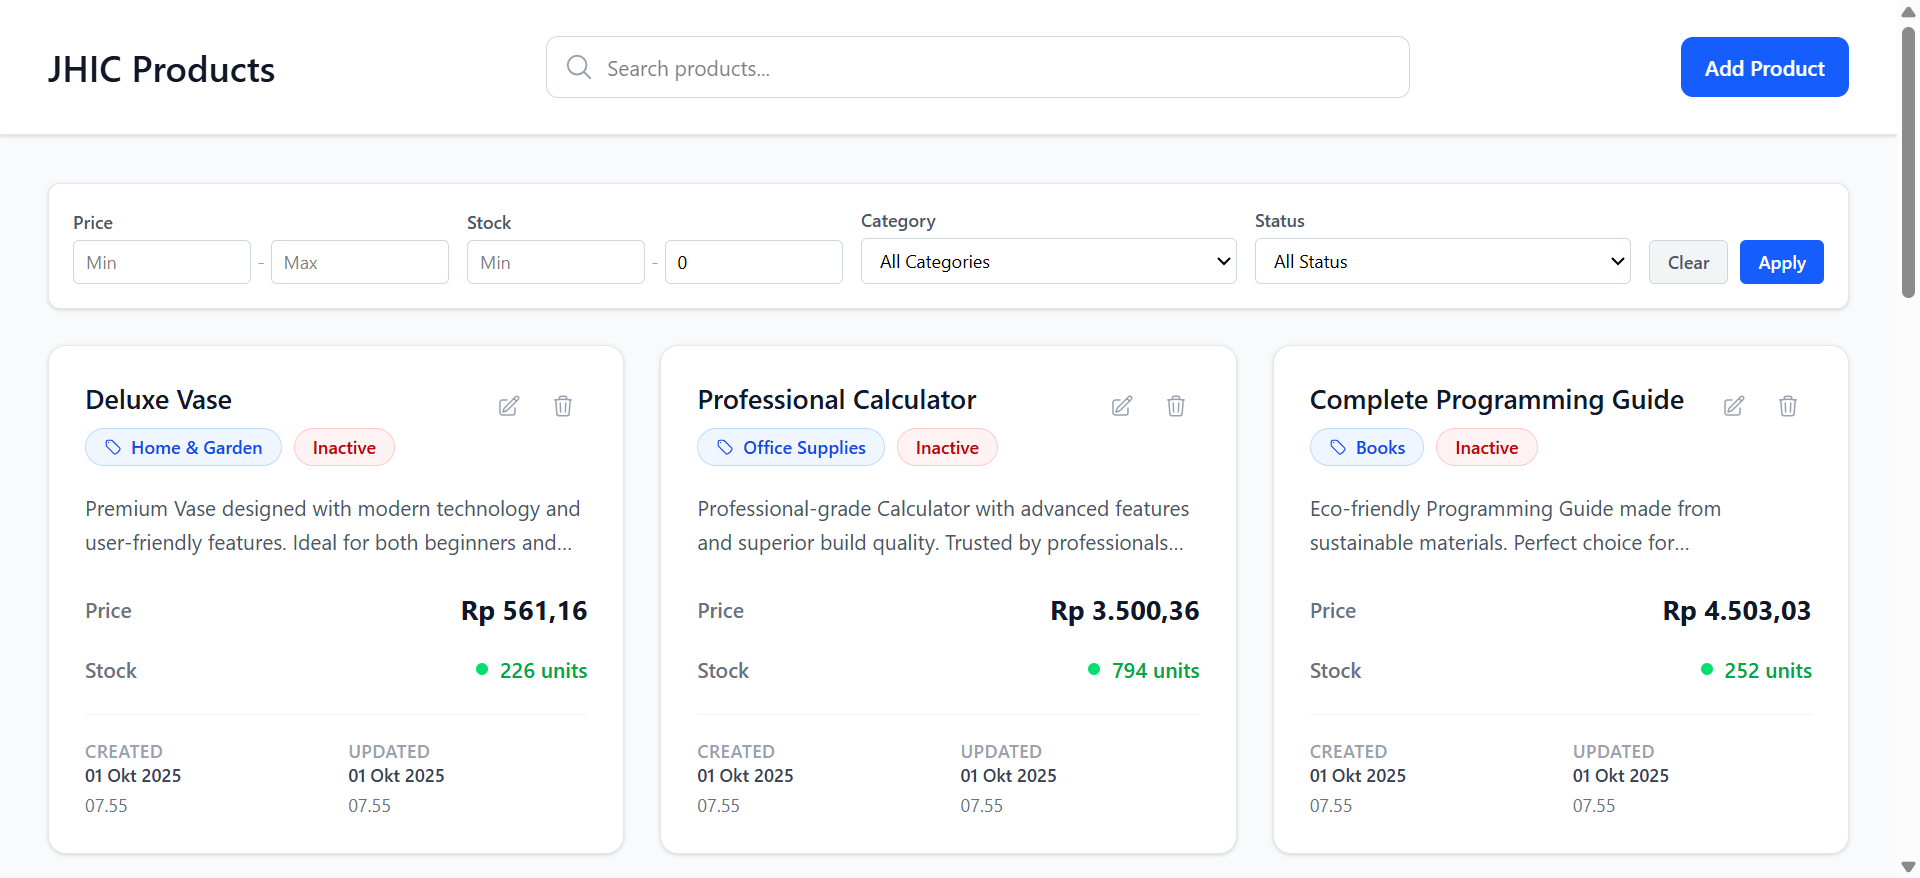 JHIC Products
Search products...
Add Product
Price
Min - Max
Stock
Min - 0
Category
All Categories
Status
All Status
Clear
Apply
Deluxe Vase
Home & Garden
Inactive
Premium Vase designed with modern technology and
user-friendly features. Ideal for both beginners and...
Price
Rp 561,16
Stock
226 units
CREATED
01 Okt 2025
07.55
UPDATED
01 Okt 2025
07.55
Professional Calculator
Office Supplies
Inactive
Professional-grade Calculator with advanced features
and superior build quality. Trusted by professionals...
Price
Rp 3.500,36
Stock
794 units
CREATED
01 Okt 2025
07.55
UPDATED
01 Okt 2025
07.55
Complete Programming Guide
Books
Inactive
Eco-friendly Programming Guide made from
sustainable materials. Perfect choice for...
Price
Rp 4.503,03
Stock
252 units
CREATED
01 Okt 2025
07.55
UPDATED
01 Okt 2025
07.55